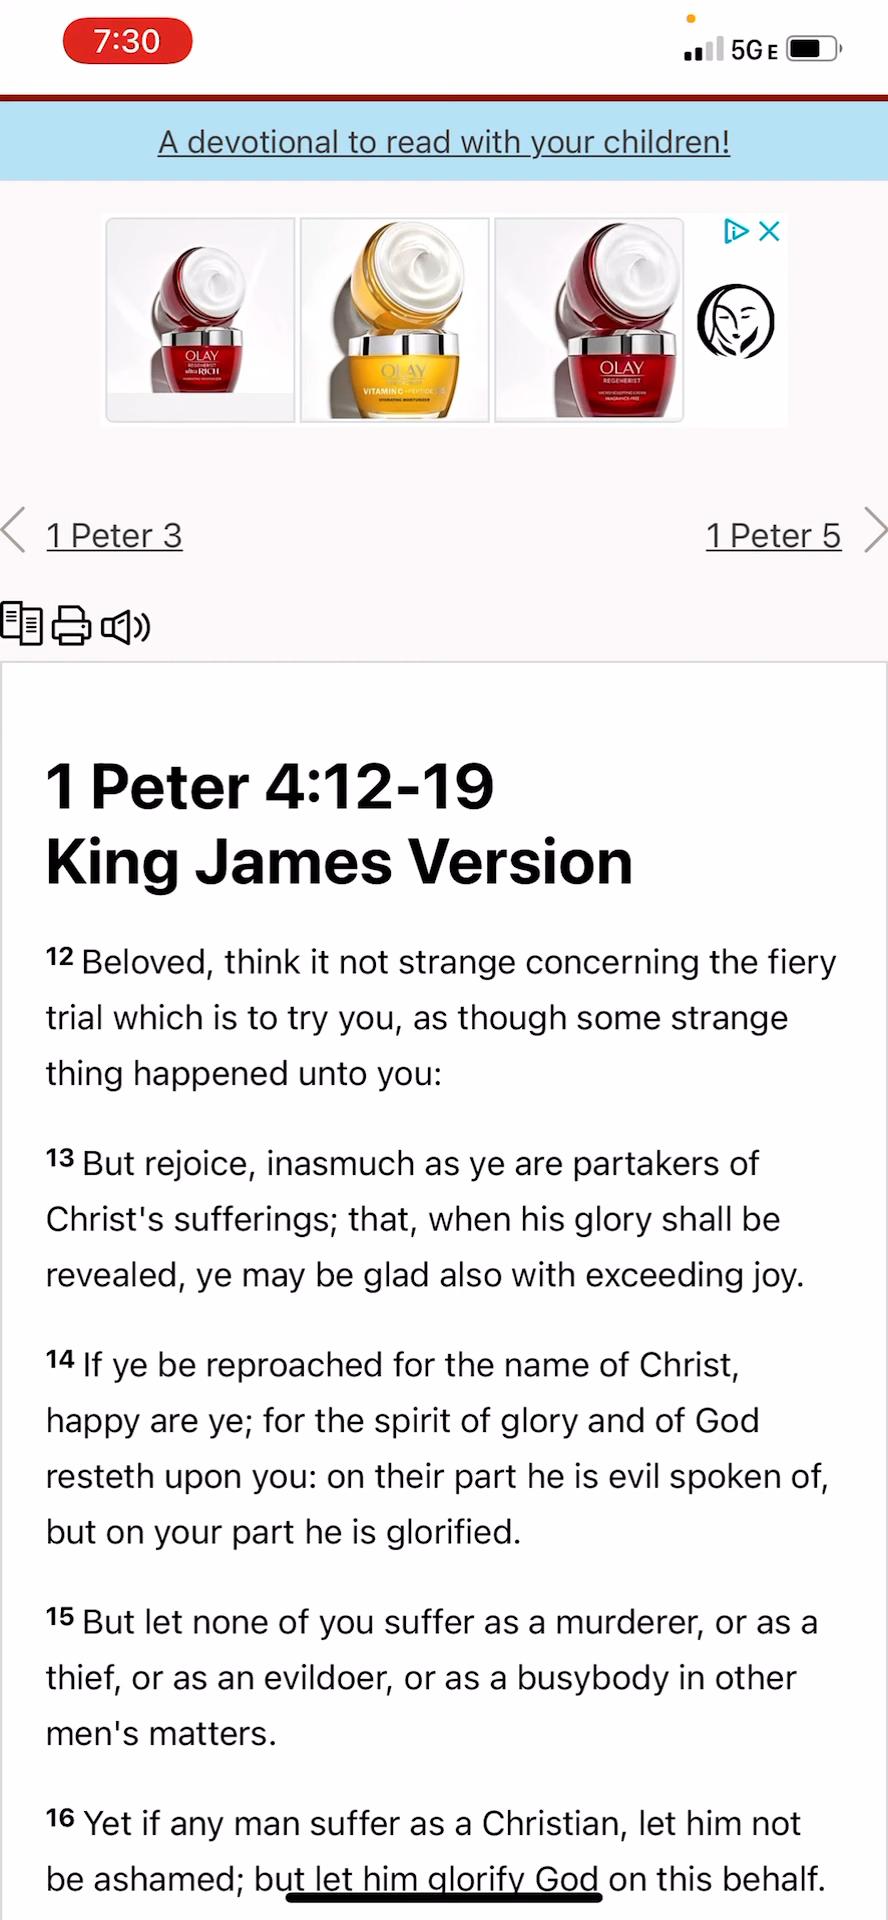 7:30
5G E
A devotional to read with your children!
OLAY
REGENERIST
ultra RICH
OLAY
VITAMIN C + PEPTIDE
HYDRATING MOISTURIZER
OLAY
REGENERIST
FRAGRANCE-FREE
1 Peter 3
1 Peter 5
1 Peter 4:12-19
King James Version
12 Beloved, think it not strange concerning the fiery
trial which is to try you, as though some strange
thing happened unto you:
13 But rejoice, inasmuch as ye are partakers of
Christ's sufferings; that, when his glory shall be
revealed, ye may be glad also with exceeding joy.
14 If ye be reproached for the name of Christ,
happy are ye; for the spirit of glory and of God
resteth upon you: on their part he is evil spoken of,
but on your part he is glorified.
15 But let none of you suffer as a murderer, or as a
thief, or as an evildoer, or as a busybody in other
men's matters.
16 Yet if any man suffer as a Christian, let him not
be ashamed; but let him glorify God on this behalf.